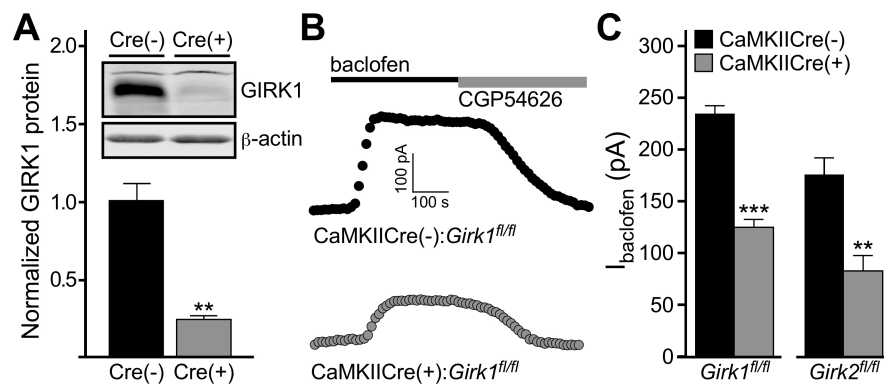 A
Normalized GIRK1 protein
2.0
1.5
1.0
0.5
Cre(-) Cre(+)
GIRK1
β-actin
**
Cre(-) Cre(+)
B
baclofen
CGP54626
100 pA
100 s
CaMKIICre(-):Girk1fl/fl
CaMKIICre(+):Girk1fl/fl
C
CaMKIICre(-)
CaMKIICre(+)
Ibaclofen (pA)
300
250
200
150
100
50
0
***
**
Girk1fl/fl Girk2fl/fl